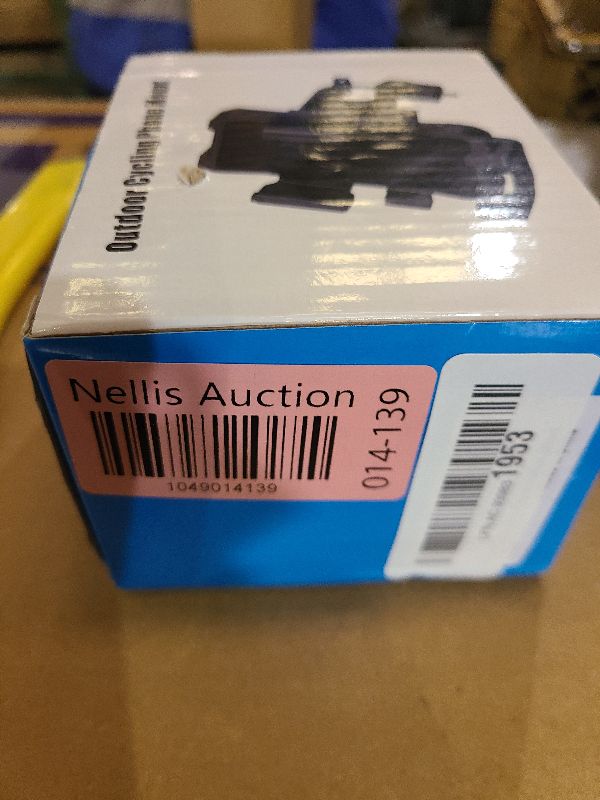 Outdoor Cycling Phone Mount
Nellis Auction
1049014139
014-139
1953